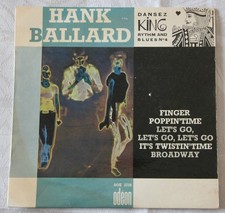 HANK
BALLARD
DANSEZ
KING
RYTHM AND
BLUES Nº4
FINGER
POPPIN'TIME
LET'S GO,
LET'S GO, LET'S GO
IT'S TWISTIN'TIME
BROADWAY
odeon